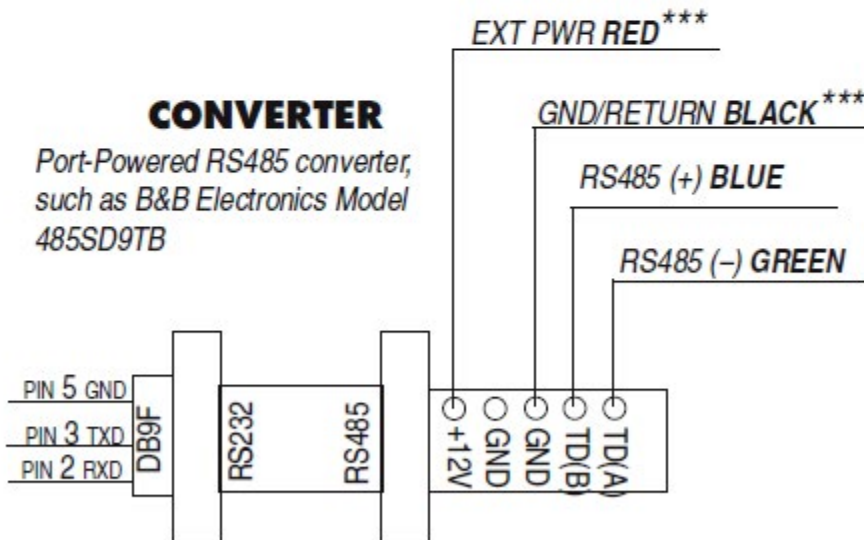 EXT PWR RED***
CONVERTER
GND/RETURN BLACK***
Port-Powered RS485 converter,
such as B&B Electronics Model
485SD9TB
RS485 (+) BLUE
RS485 (–) GREEN
PIN 5 GND
PIN 3 TXD
PIN 2 RXD
DB9F
RS232
RS485
+12V
GND
GND
TD(B)
TD(A)